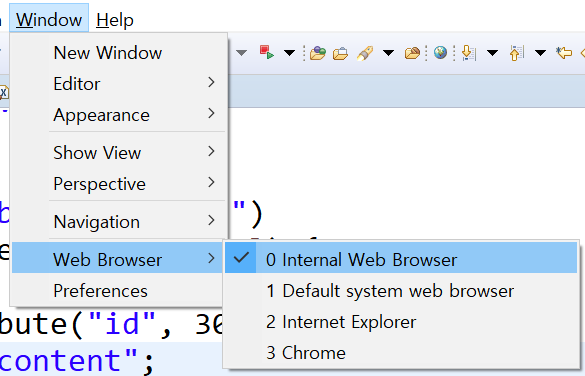 Window Help
New Window
Editor
Appearance
Show View
Perspective
Navigation
Web Browser
Preferences
0 Internal Web Browser
1 Default system web browser
2 Internet Explorer
3 Chrome
")
bute("id", 30
content";